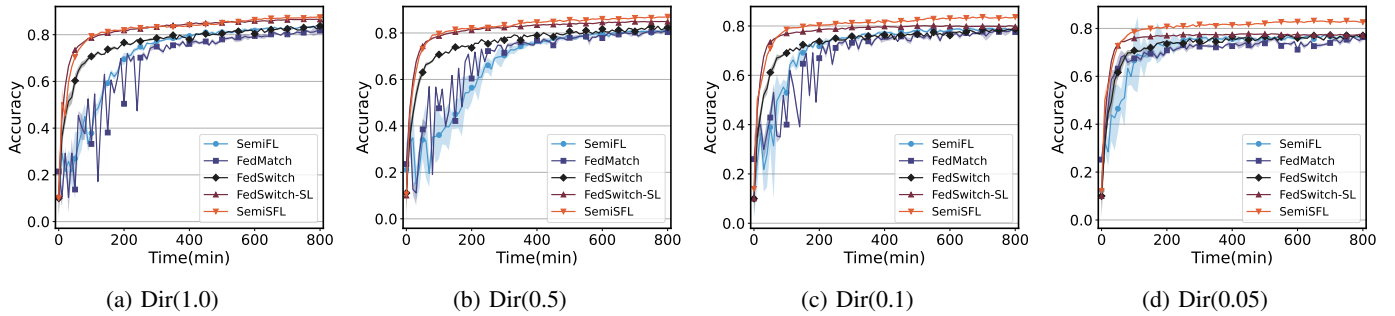 Accuracy
0.8
0.6
0.4
0.2
0.0
SemiFL
FedMatch
FedSwitch
FedSwitch-SL
SemiSFL
0 200 400 600 800
Time(min)
(a) Dir(1.0)
Accuracy
0.8
0.6
0.4
0.2
0.0
SemiFL
FedMatch
FedSwitch
FedSwitch-SL
SemiSFL
0 200 400 600 800
Time(min)
(b) Dir(0.5)
Accuracy
0.8
0.6
0.4
0.2
0.0
SemiFL
FedMatch
FedSwitch
FedSwitch-SL
SemiSFL
0 200 400 600 800
Time(min)
(c) Dir(0.1)
Accuracy
0.8
0.6
0.4
0.2
0.0
SemiFL
FedMatch
FedSwitch
FedSwitch-SL
SemiSFL
0 200 400 600 800
Time(min)
(d) Dir(0.05)